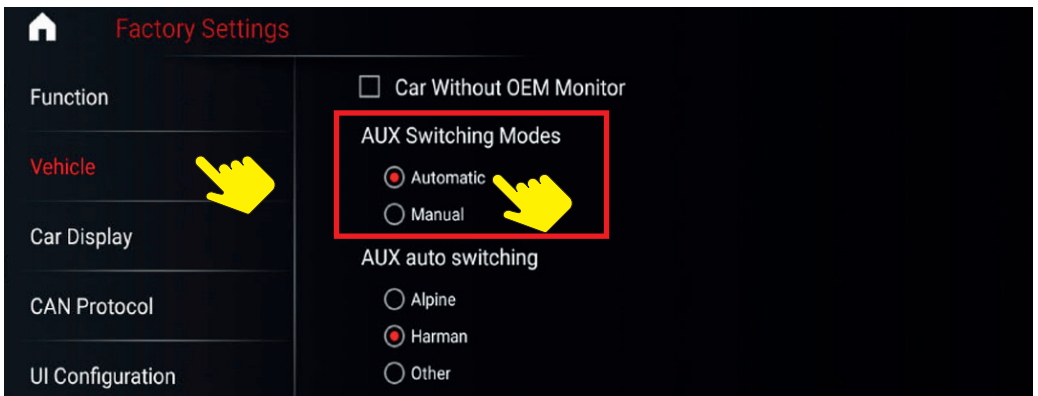 Factory Settings
Function
Vehicle
Car Display
CAN Protocol
UI Configuration
Car Without OEM Monitor
AUX Switching Modes
Automatic
Manual
AUX auto switching
Alpine
Harman
Other